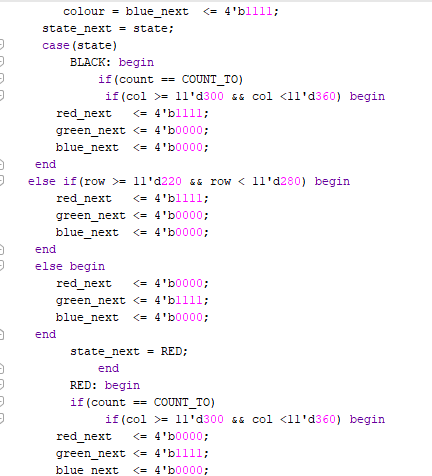 colour = blue_next <= 4'b1111;
state_next = state;
case(state)
BLACK: begin
if(count == COUNT_TO)
if(col >= 11'd300 && col <11'd360) begin
red_next <= 4'b1111;
green_next <= 4'b0000;
blue_next <= 4'b0000;
end
else if(row >= 11'd220 && row < 11'd280) begin
red_next <= 4'b1111;
green_next <= 4'b0000;
blue_next <= 4'b0000;
end
else begin
red_next <= 4'b0000;
green_next <= 4'b1111;
blue_next <= 4'b0000;
end
state_next = RED;
end
RED: begin
if(count == COUNT_TO)
if(col >= 11'd300 && col <11'd360) begin
red_next <= 4'b0000;
green_next <= 4'b1111;
blue_next <= 4'b0000;